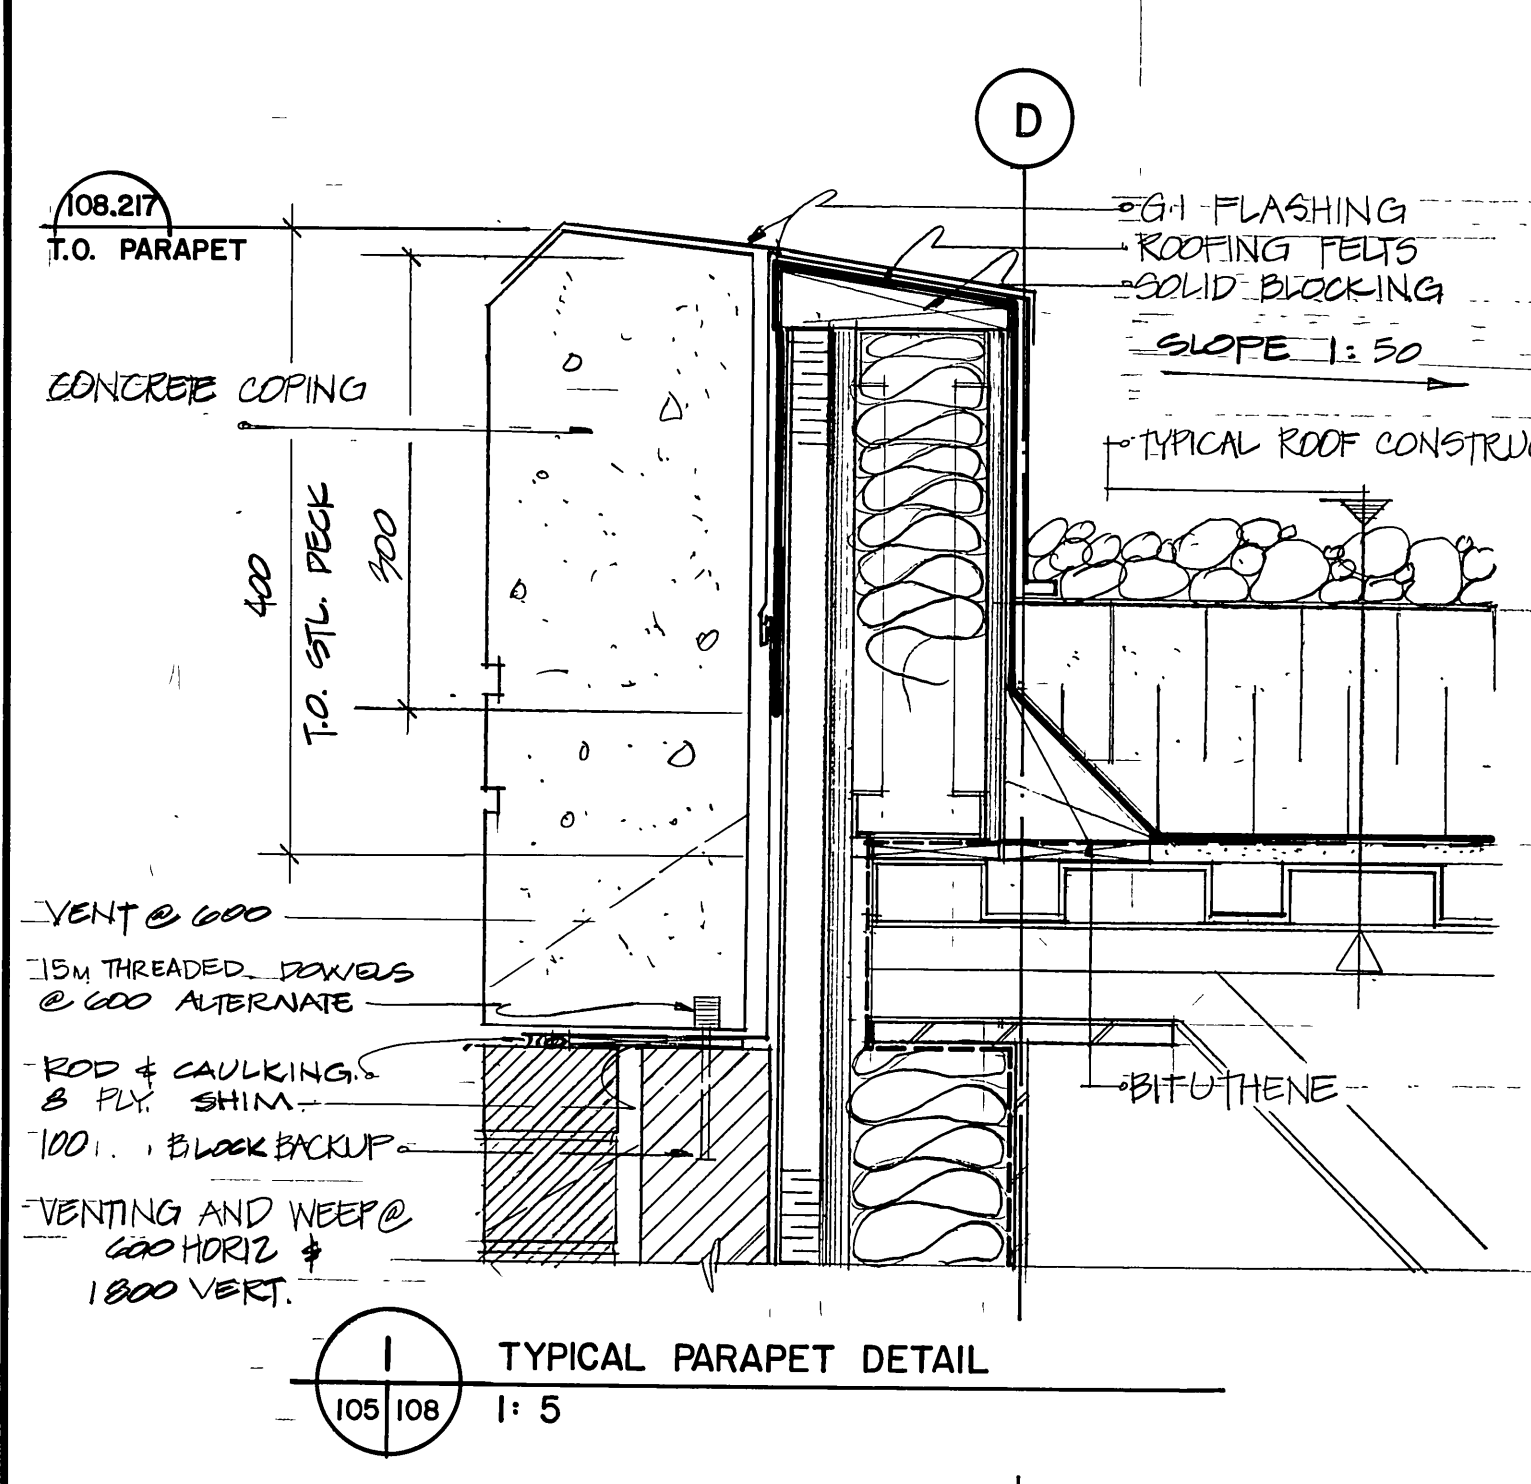 D
108.217
T.O. PARAPET
G.I FLASHING
ROOFING FELTS
SOLID BLOCKING
SLOPE 1:50
CONCRETE COPING
TYPICAL ROOF CONSTRU
400
T.O. STL. DECK
300
VENT @ 600
15M THREADED DOWELS
@ 600 ALTERNATE
ROD & CAULKING.
8 PLY. SHIM.
100 BLOCK BACKUP
BITUTHENE
VENTING AND WEEP @
600 HORIZ &
1800 VERT.
1
105 108
TYPICAL PARAPET DETAIL
1:5